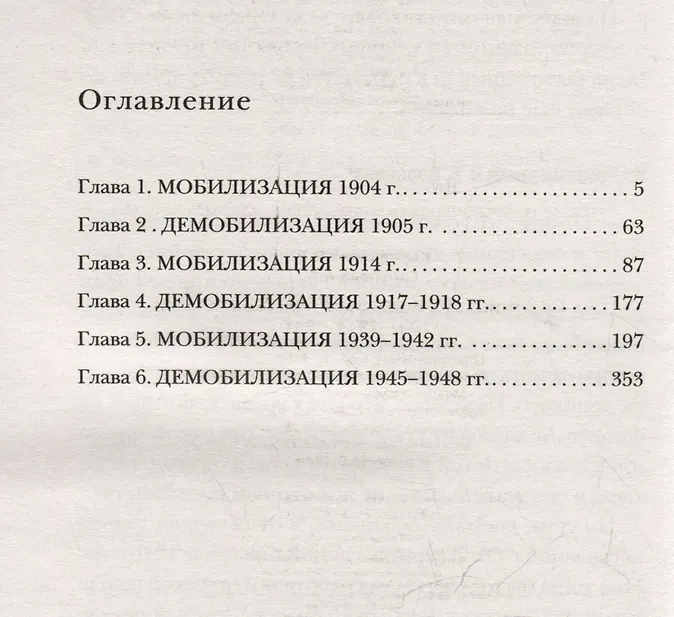 Оглавление
Глава 1. МОБИЛИЗАЦИЯ 1904 г.. . . . . . . . . . . . . . . . . . . . . . 5
Глава 2 . ДЕМОБИЛИЗАЦИЯ 1905 г. . . . . . . . . . . . . . . . . . 63
Глава 3. МОБИЛИЗАЦИЯ 1914 г.. . . . . . . . . . . . . . . . . . . . . 87
Глава 4. ДЕМОБИЛИЗАЦИЯ 1917–1918 гг.. . . . . . . . . . . . 177
Глава 5. МОБИЛИЗАЦИЯ 1939–1942 гг. . . . . . . . . . . . . . . 197
Глава 6. ДЕМОБИЛИЗАЦИЯ 1945–1948 гг.. . . . . . . . . . . . 353